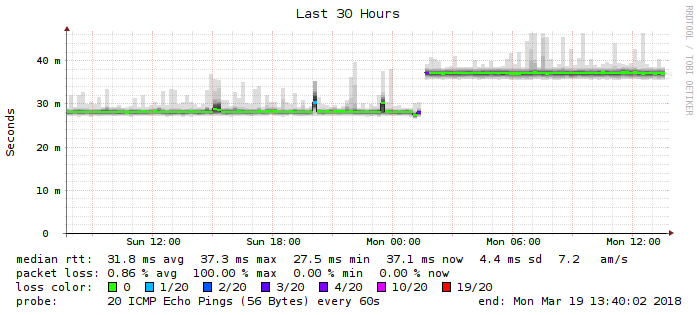 Last 30 Hours
RRDTOOL / TOBI OETIKER
Seconds
40 m
30 m
20 m
10 m
0
Sun 12:00 Sun 18:00 Mon 00:00 Mon 06:00 Mon 12:00
median rtt: 31.8 ms avg 37.3 ms max 27.5 ms min 37.1 ms now 4.4 ms sd 7.2 am/s
packet loss: 0.86 % avg 100.00 % max 0.00 % min 0.00 % now
loss color: 0 1/20 2/20 3/20 4/20 10/20 19/20
probe: 20 ICMP Echo Pings (56 Bytes) every 60s end: Mon Mar 19 13:40:02 2018